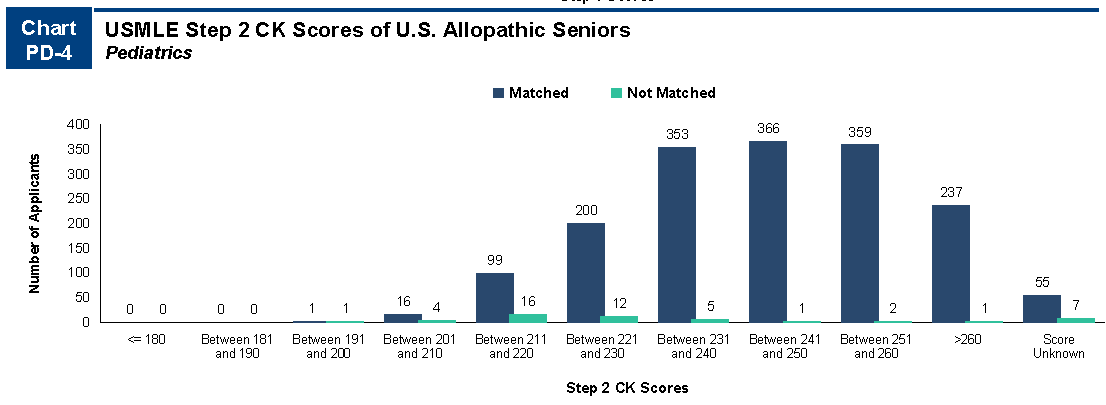 Chart
PD-4
USMLE Step 2 CK Scores of U.S. Allopathic Seniors
Pediatrics
Matched Not Matched
Number of Applicants
400
350
300
250
200
150
100
50
0
0 0 0 0 1 1 16 4 99 16 200 12 353 5 366 1 359 2 237 1 55 7
<= 180 Between 181 Between 191 Between 201 Between 211 Between 221 Between 231 Between 241 Between 251 >260 Score
and 190 and 200 and 210 and 220 and 230 and 240 and 250 and 260 Unknown
Step 2 CK Scores